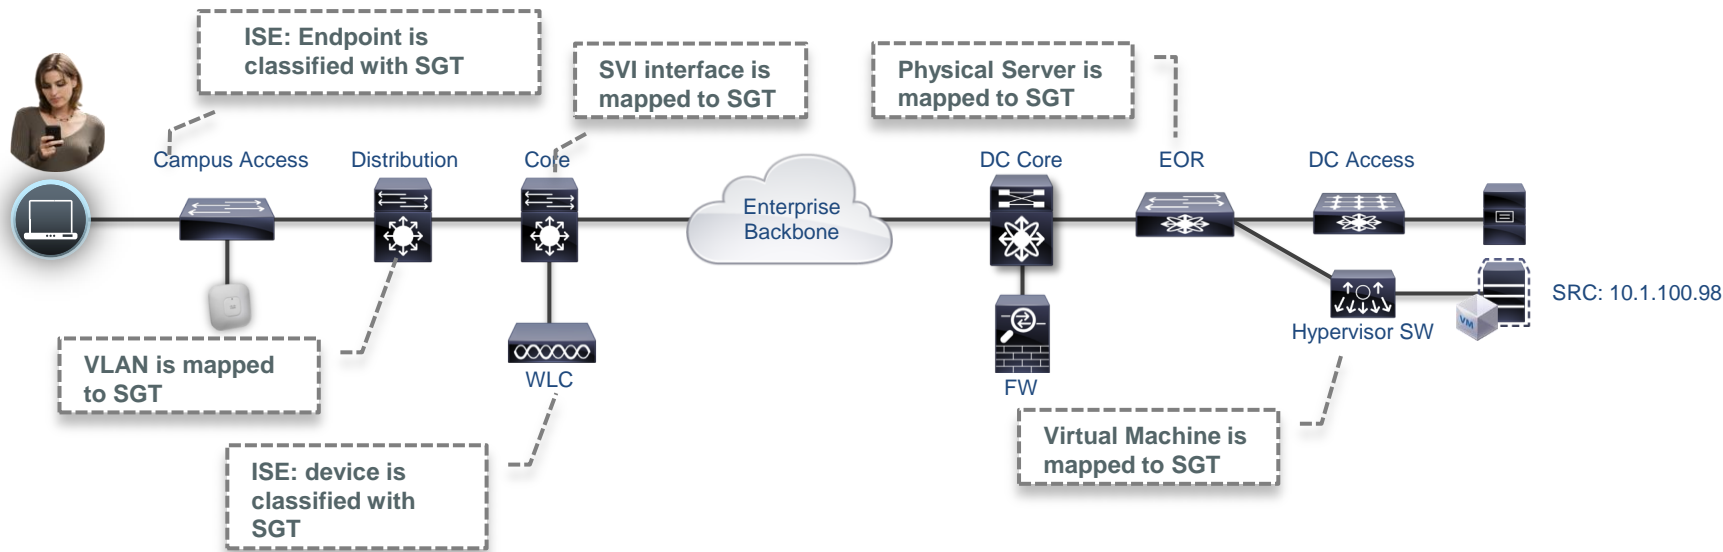 ISE: Endpoint is
classified with SGT
SVI interface is
mapped to SGT
Physical Server is
mapped to SGT
Campus Access
Distribution
Core
DC Core
EOR
DC Access
Enterprise
Backbone
SRC: 10.1.100.98
VM
Hypervisor SW
VLAN is mapped
to SGT
WLC
FW
Virtual Machine is
mapped to SGT
ISE: device is
classified with
SGT